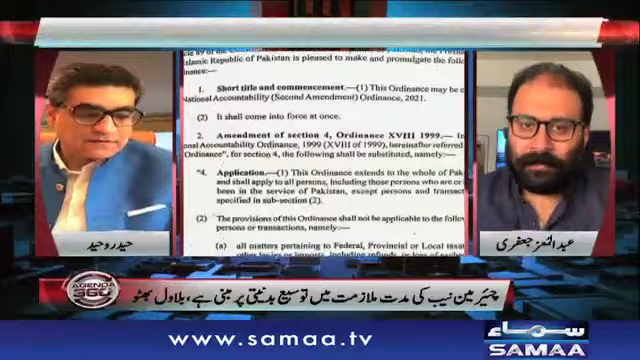 Islamic Republic of Pakistan is pleased to make and promulgate the
1. Short title and commencement. (1) This Ordinance may be
National Accountability (Second Amendment) Ordinance, 2021.
(2) It shall come into force at once.
2. Amendment of section 4, Ordinance XVIII 1999.
Accountability Ordinance, 1999 (XVIII of 1999), hereinafter referred
Ordinance", for section 4, the following shall be substituted, namely:-
"4. Application.- (1) This Ordinance extends to the whole of
and shall apply to all persons, including those persons who are or
been in the service of Pakistan, except persons and
specified in sub-section (2).
(2) The provisions of this Ordinance shall not be applicable to the
persons or transactions, namely:-
(a) all matters pertaining to Federal, Provincial or Local
حیدر وحید
عبدالمعز جعفری
AGENDA 360
چیئرمین نیب کی مدت ملازمت میں توسیع بدنیتی پر مبنی ہے، بلاول بھٹو
www.samaa.tv
سماء
SAMAA